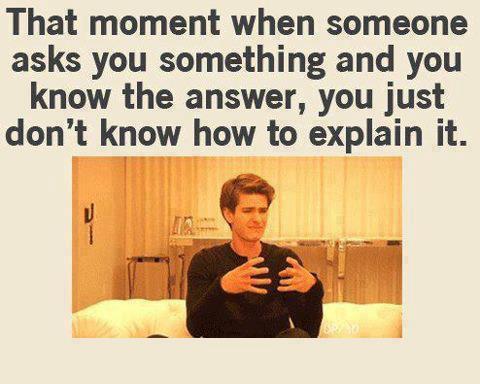 That moment when someone
asks you something and you
know the answer, you just
don't know how to explain it.